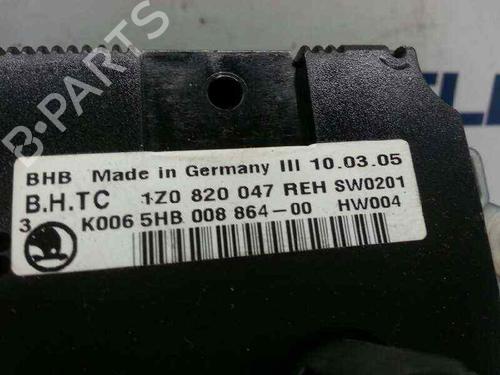 BHB Made in Germany III 10.03.05
B.H.TC 1Z0 820 047 REH SW0201
3 K006 5HB 008 864-00 HW004
B-PARTS
ELE